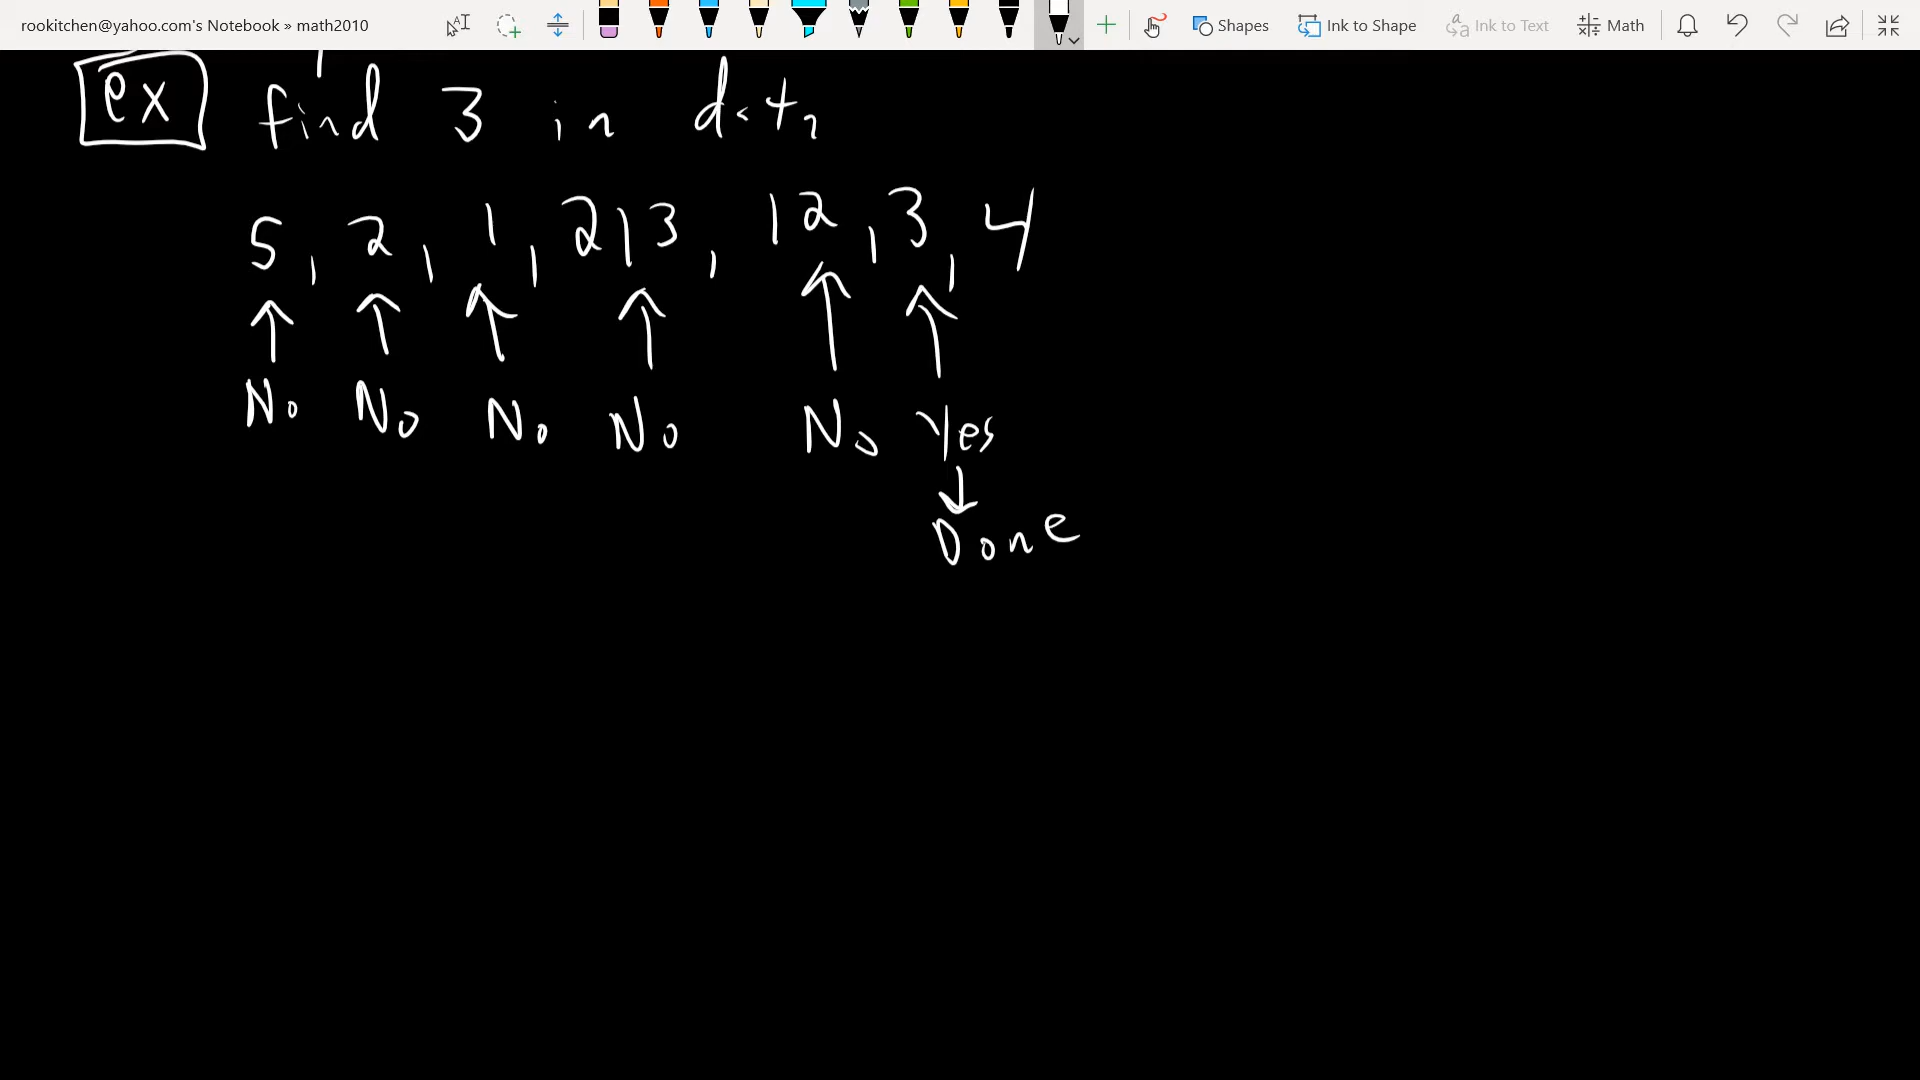 rookitchen@yahoo.com's Notebook » math2010 Shapes Ink to Shape Ink to Text Math
ex find 3 in data
5, 2, 1, 213, 12, 3, 4
No No No No No Yes
Done